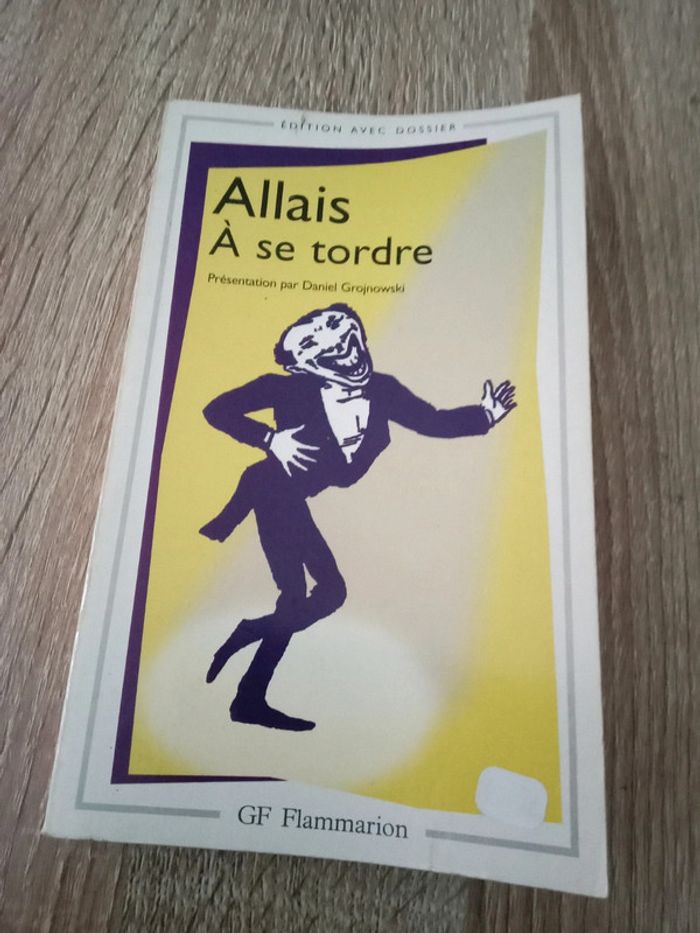 ÉDITION AVEC DOSSIER
Allais
À se tordre
Présentation par Daniel Grojnowski
GF Flammarion